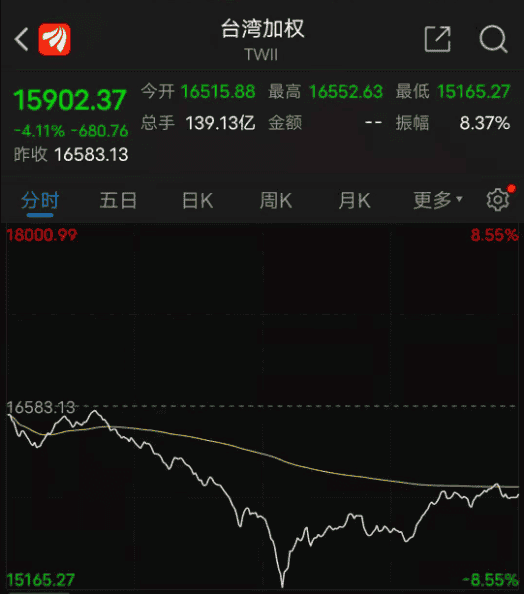 台湾加权
TWII
15902.37 今开 16515.88 最高 16552.63 最低 15165.27
-4.11% -680.76 总手 139.13亿 金额 -- 振幅 8.37%
昨收 16583.13
分时 五日 日K 周K 月K 更多
18000.99 8.55%
16583.13
15165.27 -8.55%